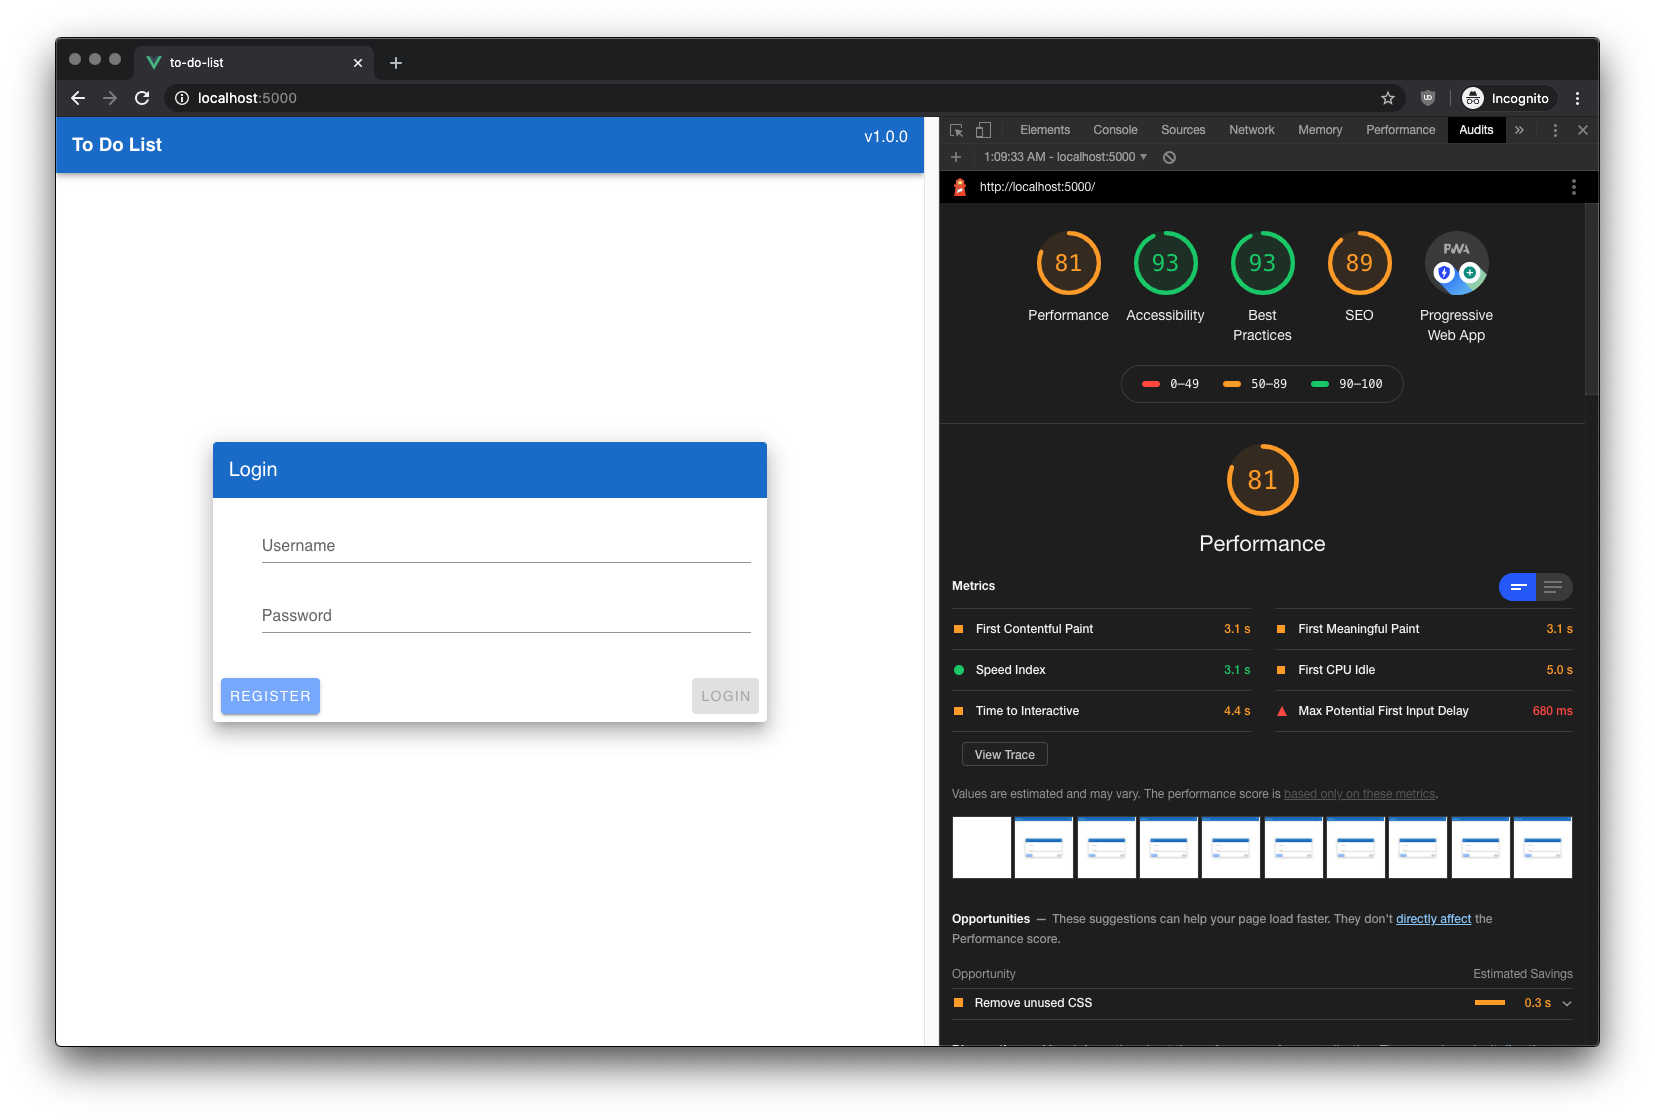 to-do-list
localhost:5000
Incognito
To Do List
v1.0.0
Login
Username
Password
REGISTER
LOGIN
Elements Console Sources Network Memory Performance Audits »
1:09:33 AM - localhost:5000
http://localhost:5000/
81 93 93 89 PWA
Performance Accessibility Best Practices SEO Progressive Web App
0–49 50–89 90–100
81
Performance
Metrics
First Contentful Paint 3.1 s
First Meaningful Paint 3.1 s
Speed Index 3.1 s
First CPU Idle 5.0 s
Time to Interactive 4.4 s
Max Potential First Input Delay 680 ms
View Trace
Values are estimated and may vary. The performance score is based only on these metrics.
Opportunities — These suggestions can help your page load faster. They don't directly affect the
Performance score.
Opportunity Estimated Savings
Remove unused CSS 0.3 s